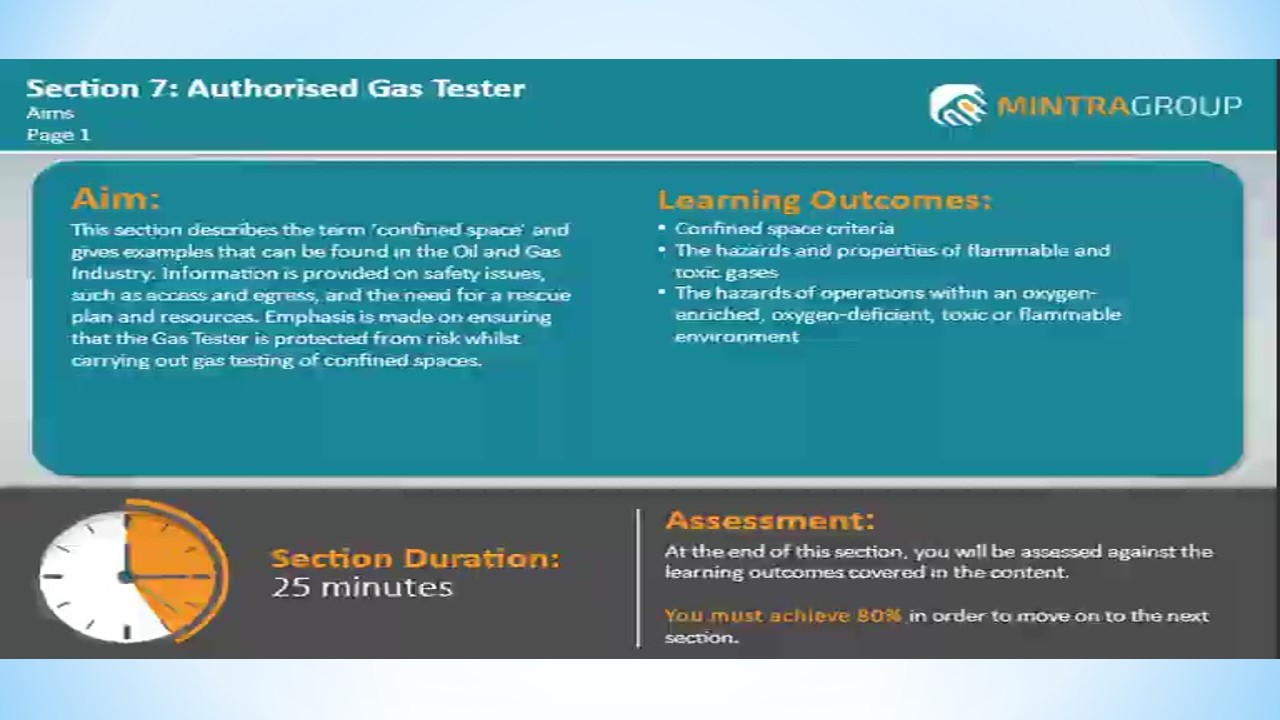 Section 7: Authorised Gas Tester
Aims
Page 1
MINTRAGROUP
Aim:
This section describes the term 'confined space' and
gives examples that can be found in the Oil and Gas
Industry. Information is provided on safety issues,
such as access and egress, and the need for a rescue
plan and resources. Emphasis is made on ensuring
that the Gas Tester is protected from risk whilst
carrying out gas testing of confined spaces.
Learning Outcomes:
• Confined space criteria
• The hazards and properties of flammable and
toxic gases
• The hazards of operations within an oxygen-
enriched, oxygen-deficient, toxic or flammable
environment
Section Duration:
25 minutes
Assessment:
At the end of this section, you will be assessed against the
learning outcomes covered in the content.
You must achieve 80% in order to move on to the next
section.